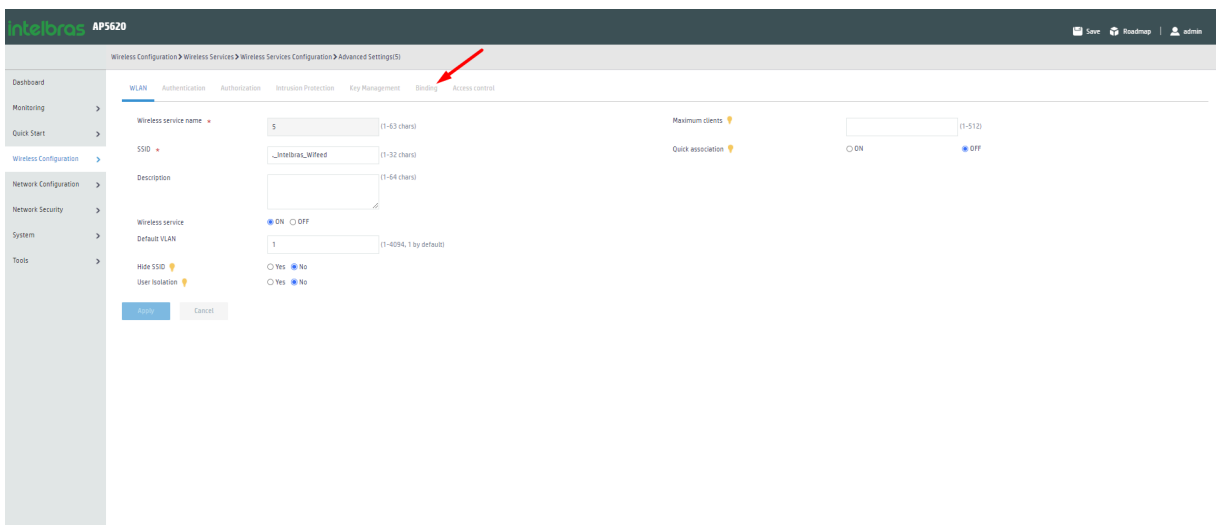 intelbras AP5620
Save Roadmap | admin
Wireless Configuration > Wireless Services > Wireless Services Configuration > Advanced Settings(5)
Dashboard
Monitoring >
Quick Start >
Wireless Configuration >
Network Configuration >
Network Security >
System >
Tools >
WLAN Authentication Authorization Intrusion Protection Key Management Binding Access control
Wireless service name * 5 (1-63 chars)
SSID * ._Intelbras_Wifeed (1-32 chars)
Description (1-64 chars)
Wireless service ON OFF
Default VLAN 1 (1-4094, 1 by default)
Hide SSID Yes No
User Isolation Yes No
Apply Cancel
Maximum clients (1-512)
Quick association ON OFF